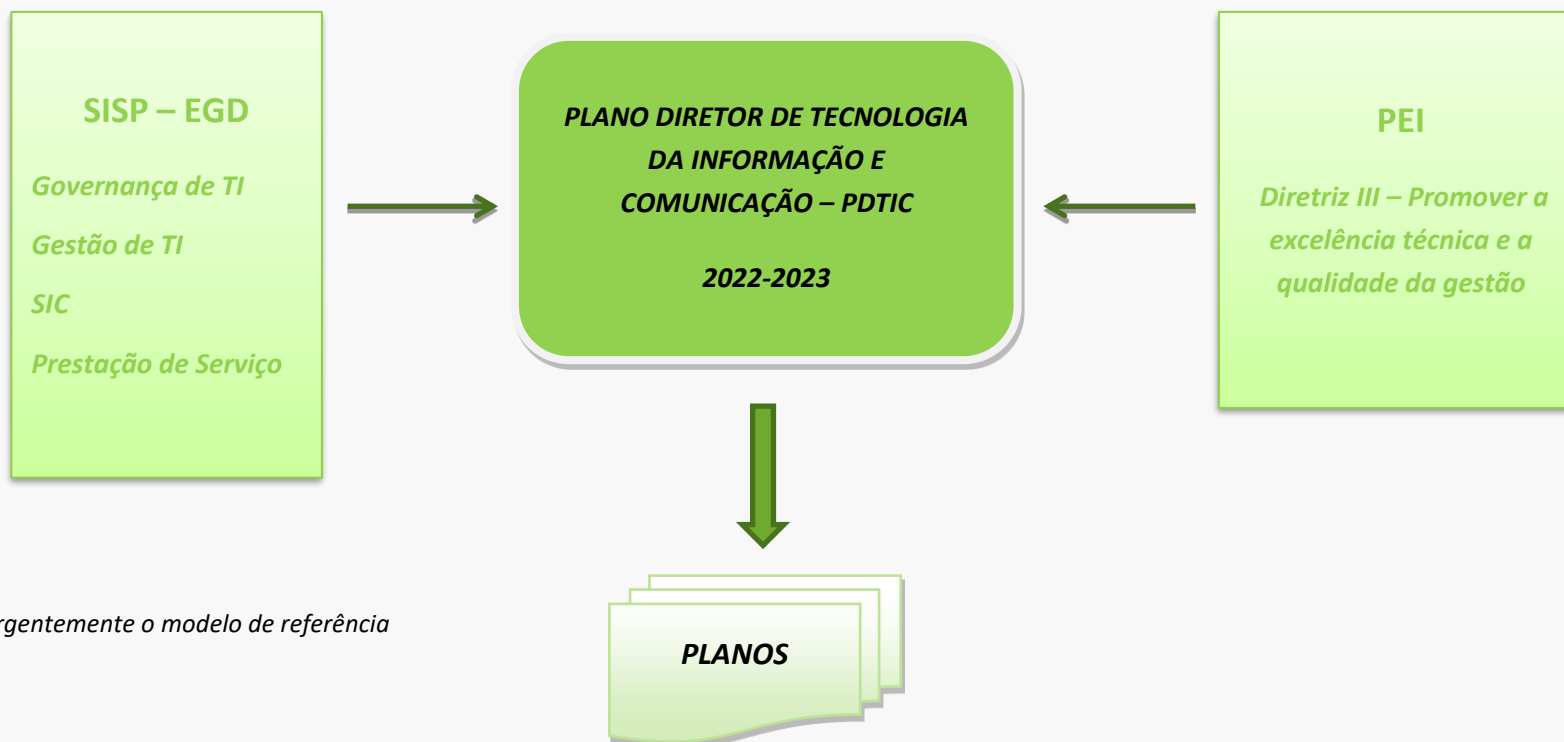 SISP – EGD
Governança de TI
Gestão de TI
SIC
Prestação de Serviço
PLANO DIRETOR DE TECNOLOGIA
DA INFORMAÇÃO E
COMUNICAÇÃO – PDTIC
2022-2023
PEI
Diretriz III – Promover a
excelência técnica e a
qualidade da gestão
o modelo de referência
PLANOS